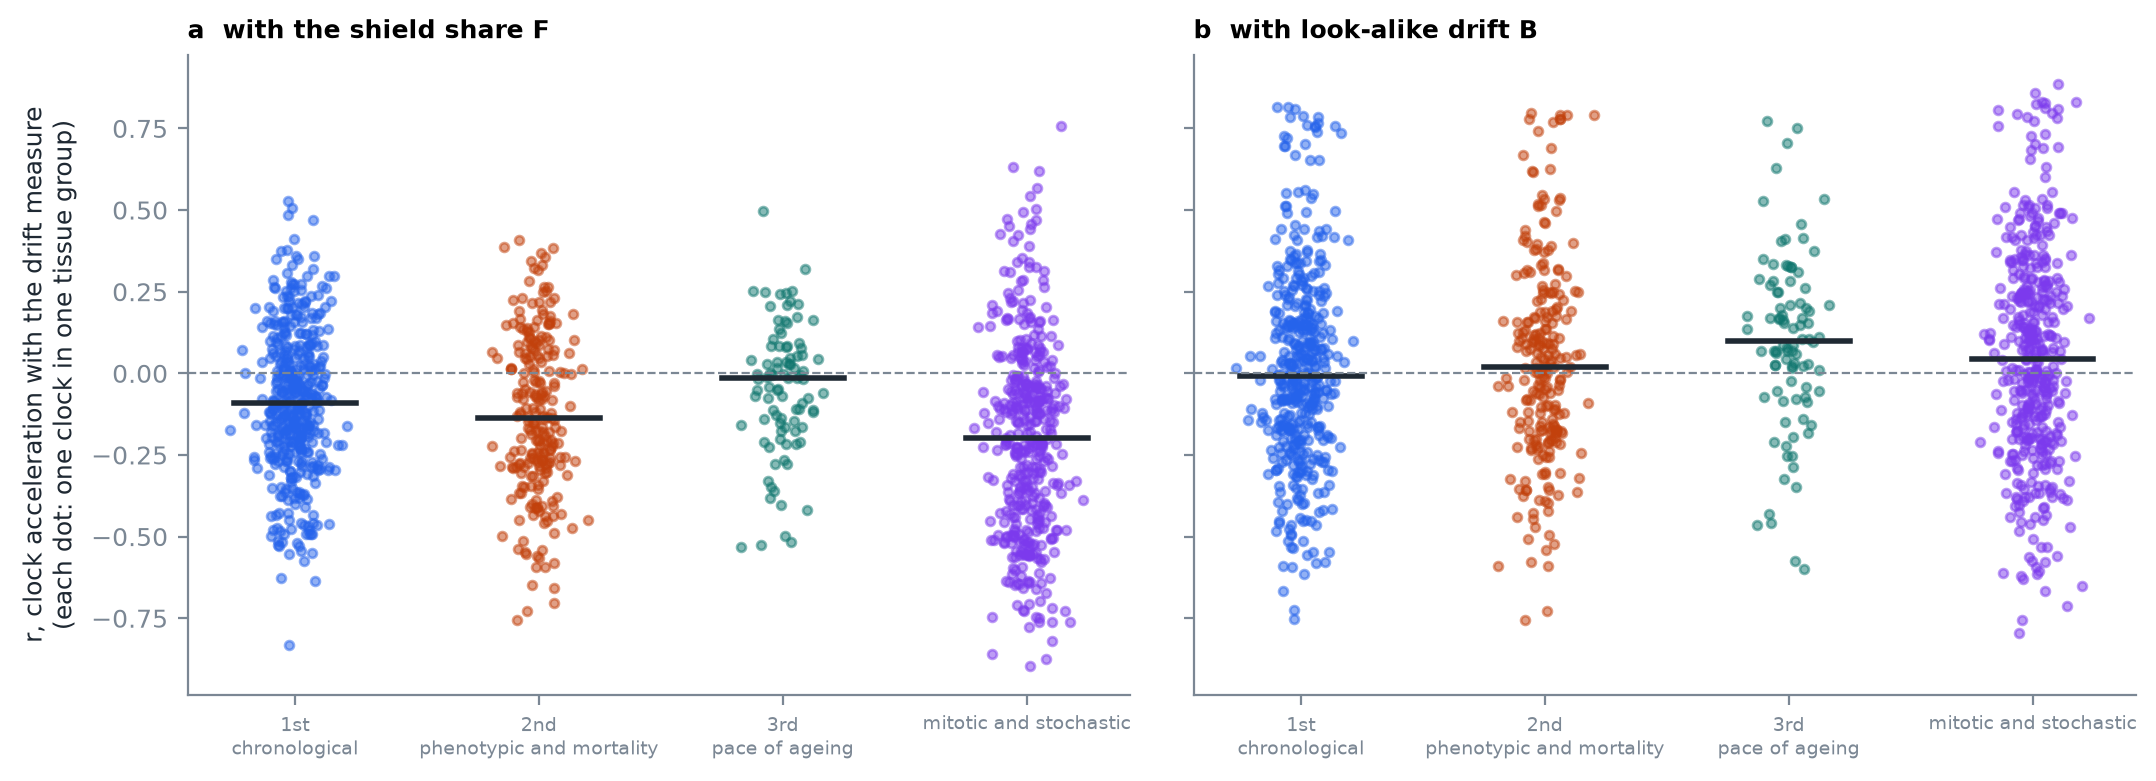 a with the shield share F
b with look-alike drift B
r, clock acceleration with the drift measure
(each dot: one clock in one tissue group)
0.75
0.50
0.25
0.00
−0.25
−0.50
−0.75
1st
chronological
2nd
phenotypic and mortality
3rd
pace of ageing
mitotic and stochastic
1st
chronological
2nd
phenotypic and mortality
3rd
pace of ageing
mitotic and stochastic